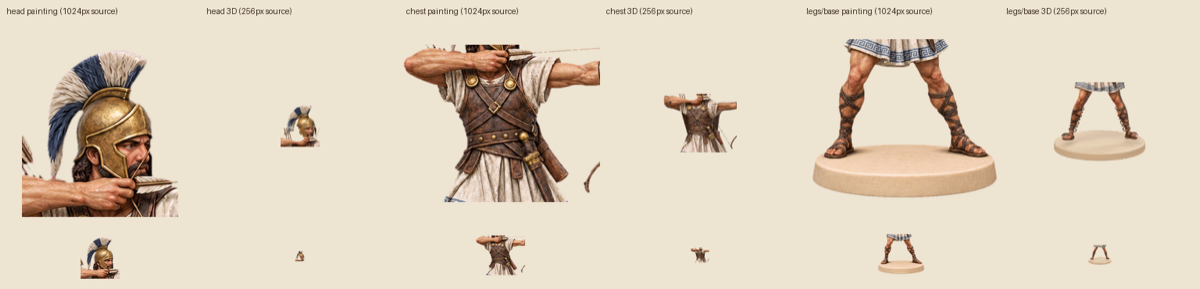 head painting (1024px source)
head 3D (256px source)
chest painting (1024px source)
chest 3D (256px source)
legs/base painting (1024px source)
legs/base 3D (256px source)